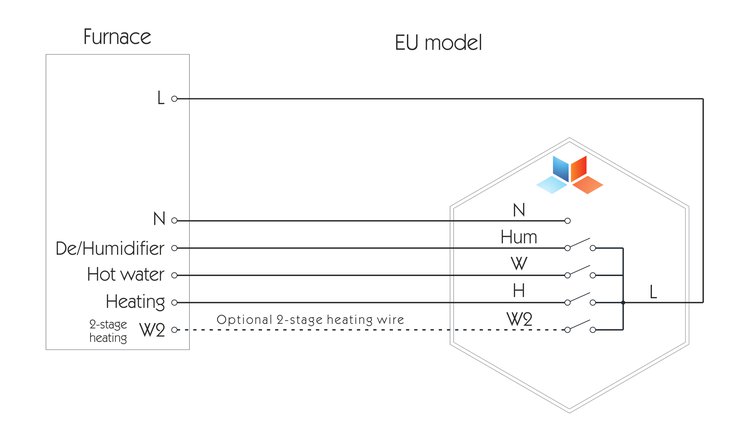 Furnace
EU model
L
N
N
De/Humidifier
Hum
Hot water
W
Heating
H
L
2-stage
heating
W2
Optional 2-stage heating wire
W2